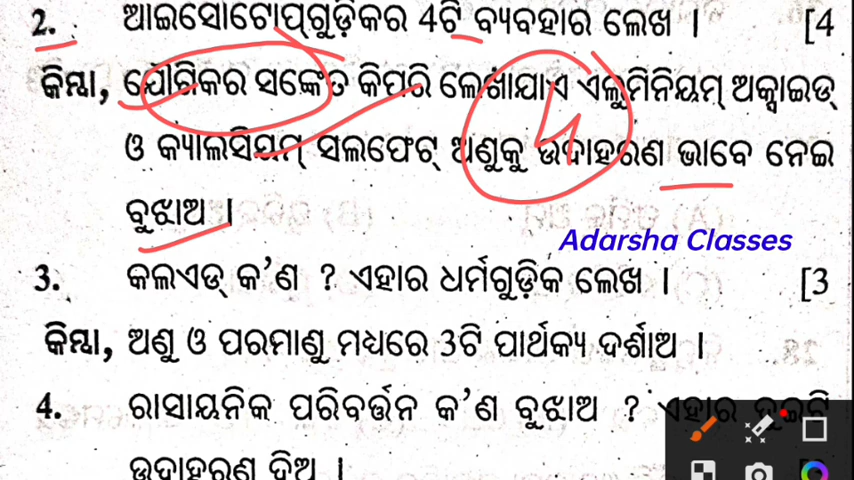 2. ଆଇସୋଟୋପ୍‌ଗୁଡ଼ିକର 4ଟି ବ୍ୟବହାର ଲେଖ । [4
କିମ୍ବା, ଯୌଗିକର ସଙ୍କେତ କିପରି ଲେଖାଯାଏ ଏଲୁମିନିୟମ୍ ଅକ୍ସାଇଡ୍
ଓ କ୍ୟାଲସିୟମ୍ ସଲଫେଟ୍ ଅଣୁକୁ ଉଦାହରଣ ଭାବେ ନେଇ
ବୁଝାଅ ।
Adarsha Classes
3. କଲଏଡ୍ କ'ଣ ? ଏହାର ଧର୍ମଗୁଡ଼ିକ ଲେଖ । [3
କିମ୍ବା, ଅଣୁ ଓ ପରମାଣୁ ମଧ୍ୟରେ 3ଟି ପାର୍ଥକ୍ୟ ଦର୍ଶାଅ ।
4. ରାସାୟନିକ ପରିବର୍ତ୍ତନ କ'ଣ ବୁଝାଅ ? ଏହାର ଦୁଇଟି
ଉଦାହରଣ ଦିଅ ।